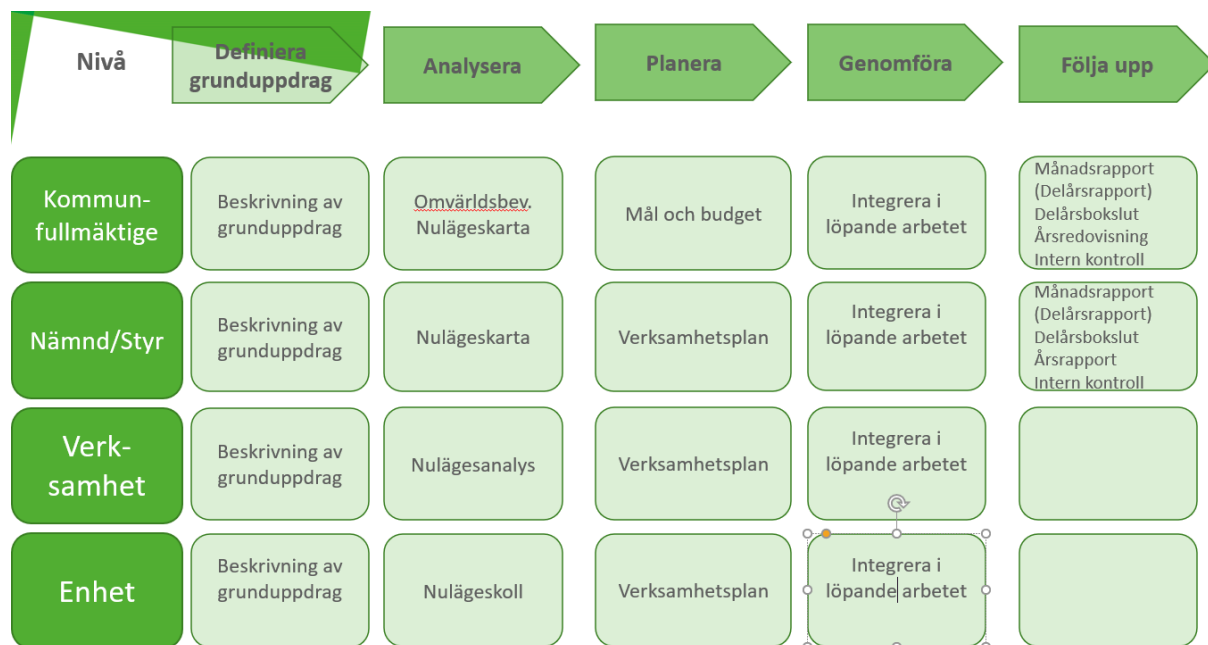 Nivå
Definiera
grunduppdrag
Analysera
Planera
Genomföra
Följa upp
Kommun-
fullmäktige
Beskrivning av
grunduppdrag
Omvärldsbev.
Nulägeskarta
Mål och budget
Integrera i
löpande arbetet
Månadsrapport
(Delårsrapport)
Delårsbokslut
Årsredovisning
Intern kontroll
Nämnd/Styr
Beskrivning av
grunduppdrag
Nulägeskarta
Verksamhetsplan
Integrera i
löpande arbetet
Månadsrapport
(Delårsrapport)
Delårsbokslut
Årsrapport
Intern kontroll
Verk-
samhet
Beskrivning av
grunduppdrag
Nulägesanalys
Verksamhetsplan
Integrera i
löpande arbetet
Enhet
Beskrivning av
grunduppdrag
Nulägeskoll
Verksamhetsplan
Integrera i
löpande arbetet